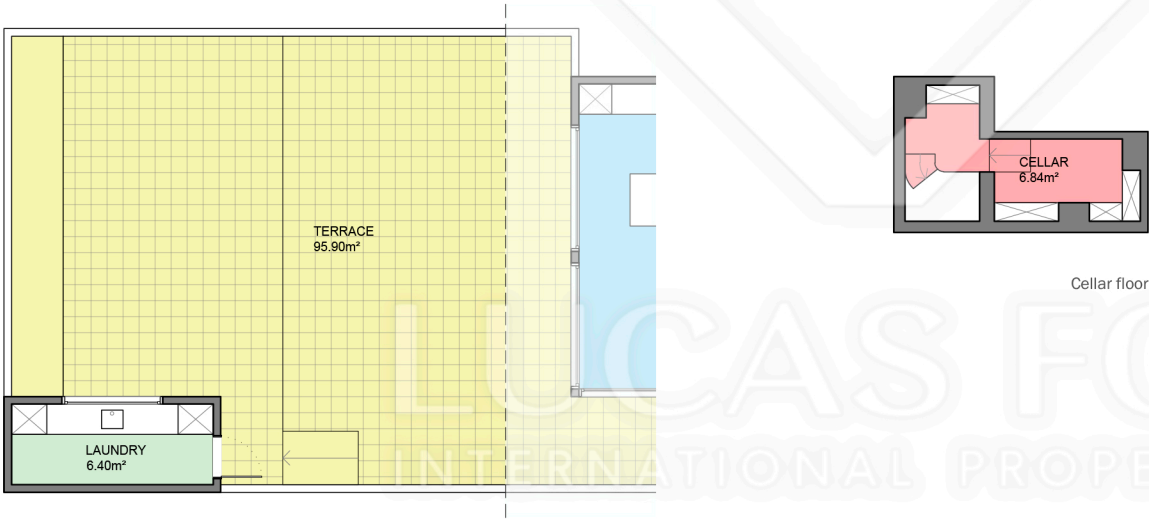 TERRACE
95.90m²
LAUNDRY
6.40m²
CELLAR
6.84m²
Cellar floor
LUCAS FO
INTERNATIONAL PROPE